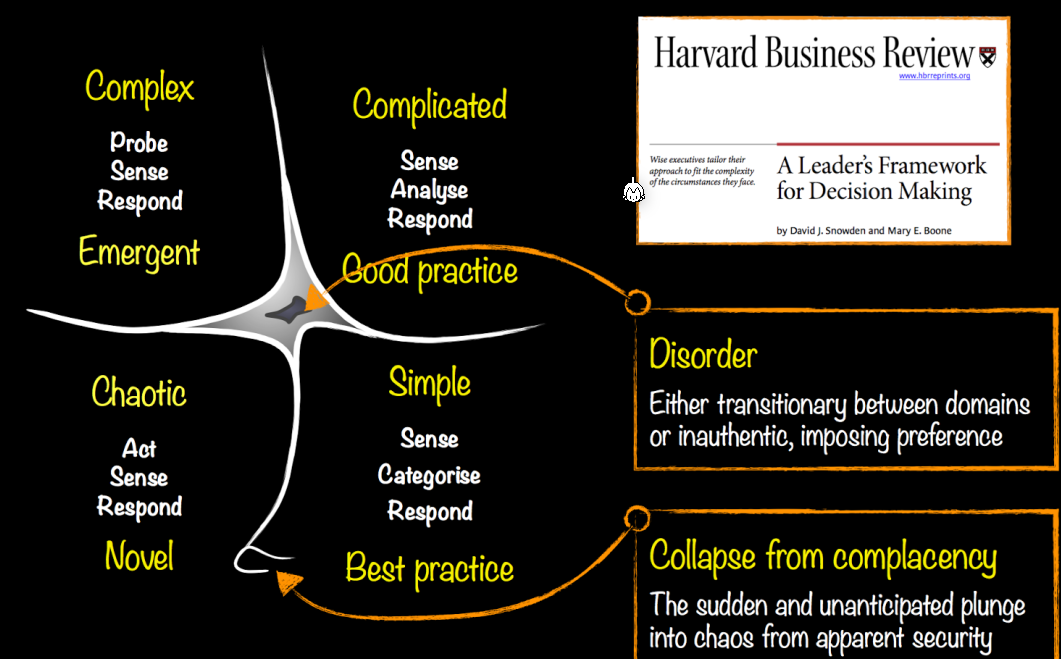 Complex
Probe
Sense
Respond
Emergent
Complicated
Sense
Analyse
Respond
Good practice
Chaotic
Act
Sense
Respond
Novel
Simple
Sense
Categorise
Respond
Best practice
Harvard Business Review
www.hbrreprints.org
Wise executives tailor their
approach to fit the complexity
of the circumstances they face.
A Leader's Framework
for Decision Making
by David J. Snowden and Mary E. Boone
Disorder
Either transitionary between domains
or inauthentic, imposing preference
Collapse from complacency
The sudden and unanticipated plunge
into chaos from apparent security